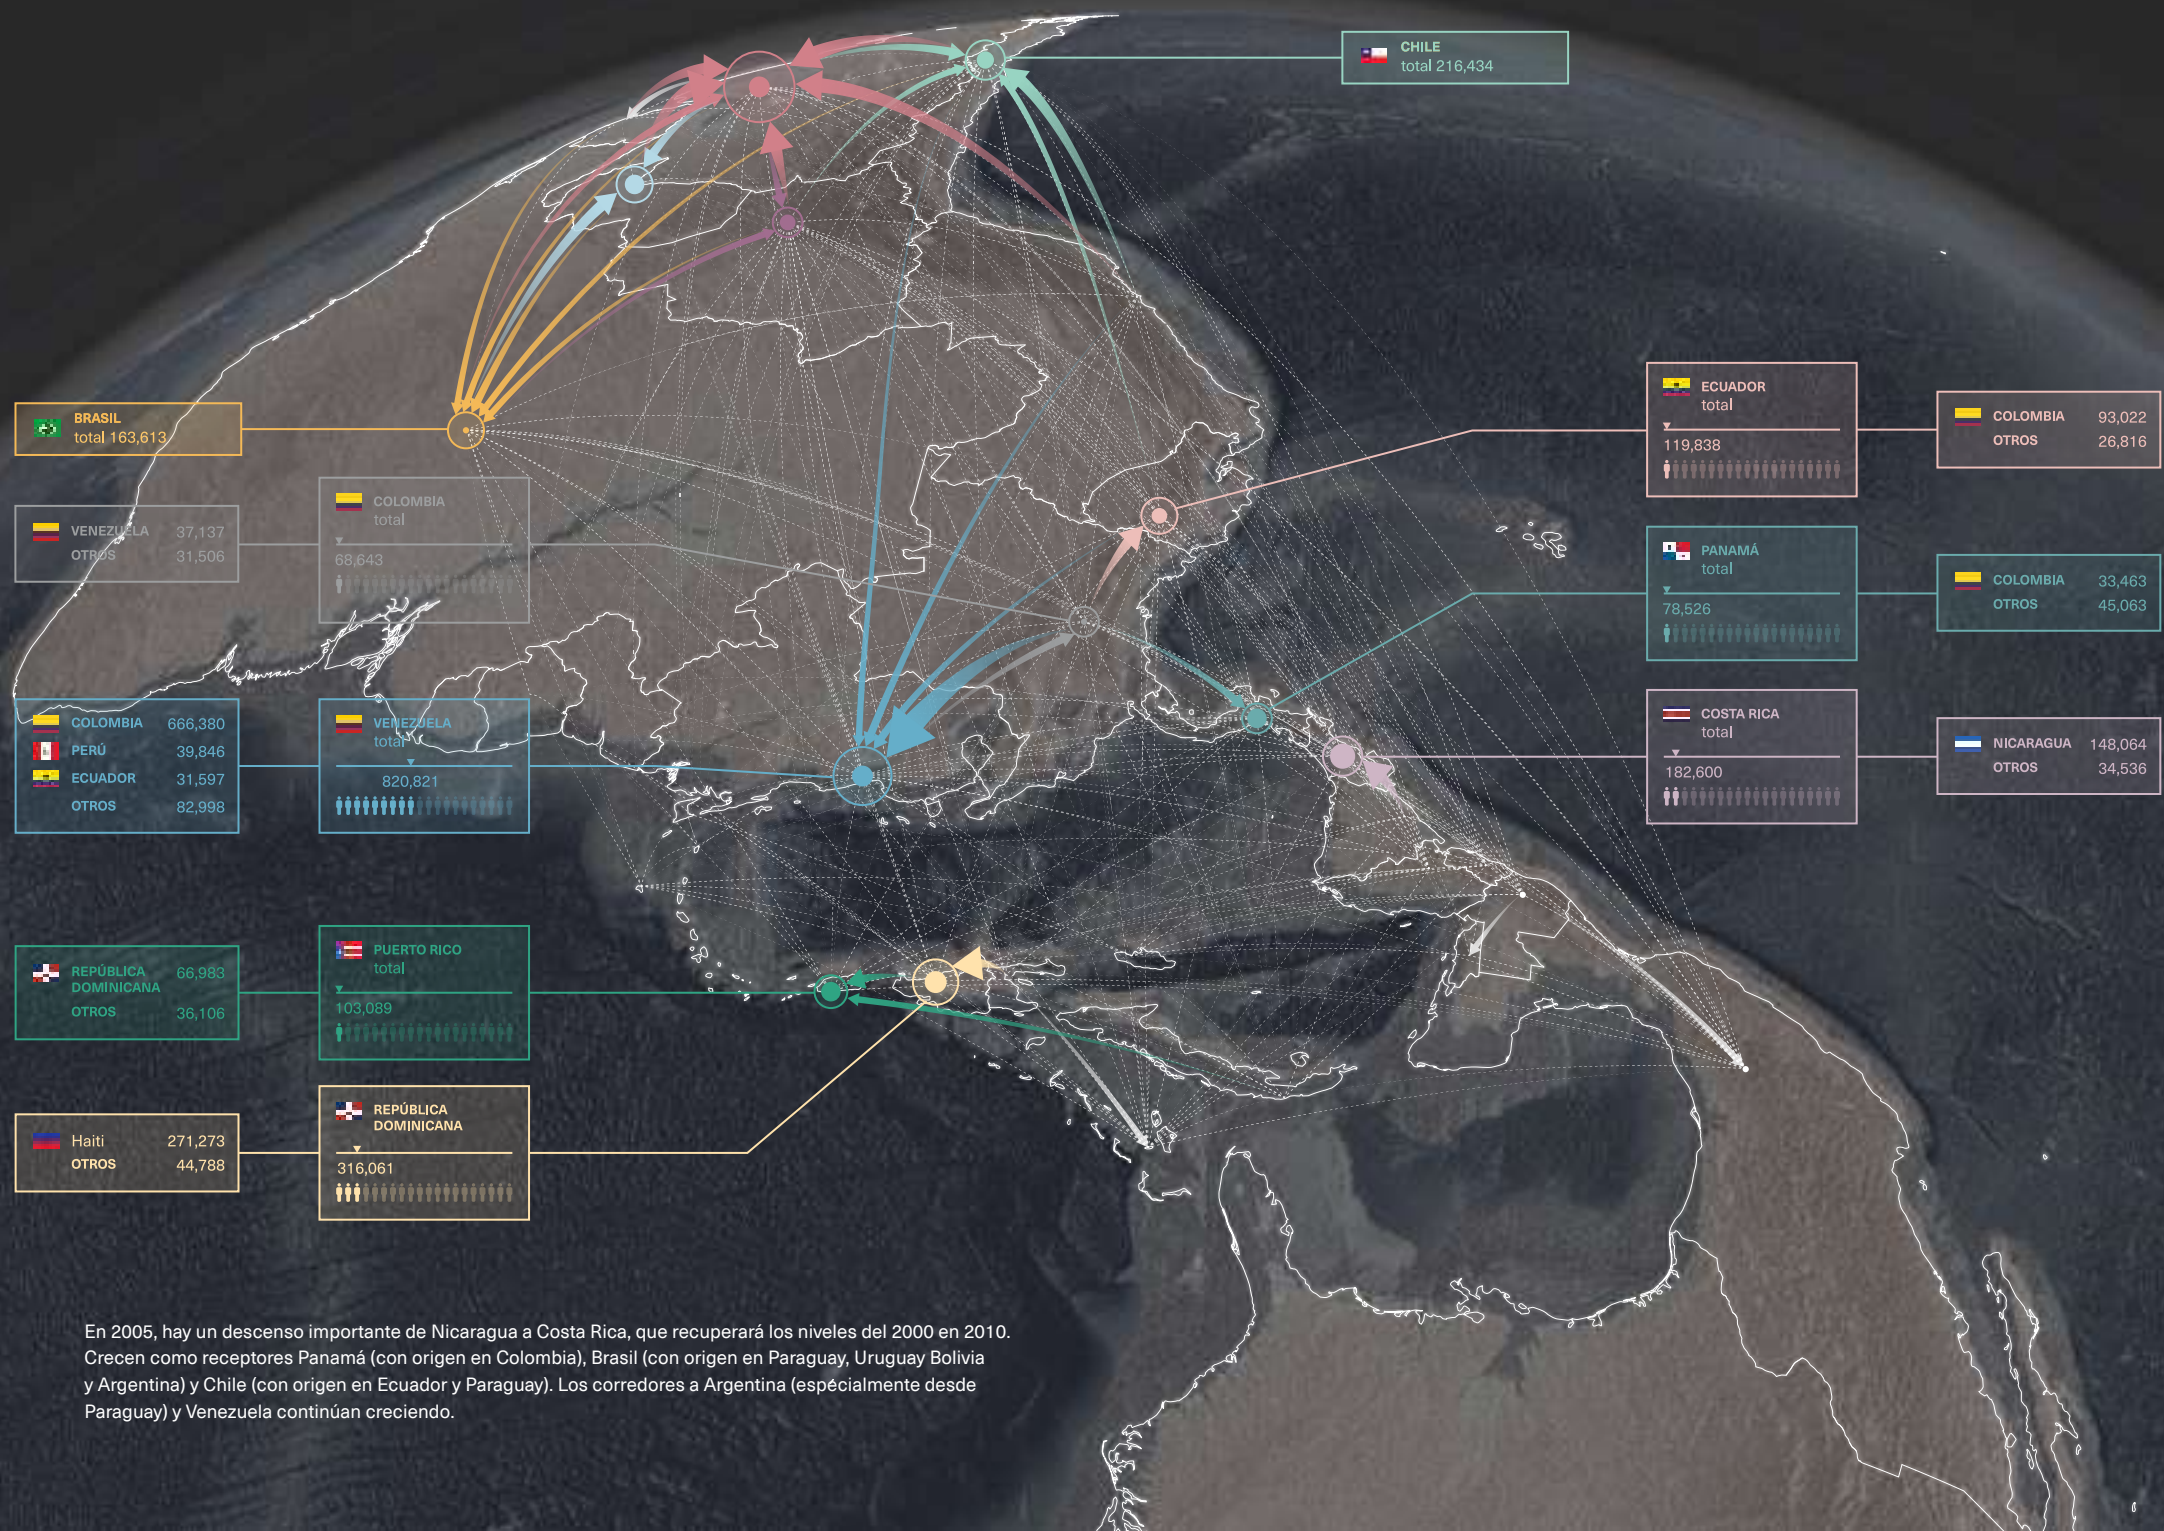 CHILE
total 216,434
BRASIL
total 163,613
VENEZUELA 37,137
OTROS 31,506
COLOMBIA
total
68,643
COLOMBIA 666,380
PERÚ 39,846
ECUADOR 31,597
OTROS 82,998
VENEZUELA
total
820,821
REPÚBLICA 66,983
DOMINICANA
OTROS 36,106
PUERTO RICO
total
103,089
Haiti 271,273
OTROS 44,788
REPÚBLICA
DOMINICANA
316,061
ECUADOR
total
119,838
COLOMBIA 93,022
OTROS 26,816
PANAMÁ
total
78,526
COLOMBIA 33,463
OTROS 45,063
COSTA RICA
total
182,600
NICARAGUA 148,064
OTROS 34,536
En 2005, hay un descenso importante de Nicaragua a Costa Rica, que recuperará los niveles del 2000 en 2010.
Crecen como receptores Panamá (con origen en Colombia), Brasil (con origen en Paraguay, Uruguay Bolivia
y Argentina) y Chile (con origen en Ecuador y Paraguay). Los corredores a Argentina (espécialmente desde
Paraguay) y Venezuela continúan creciendo.